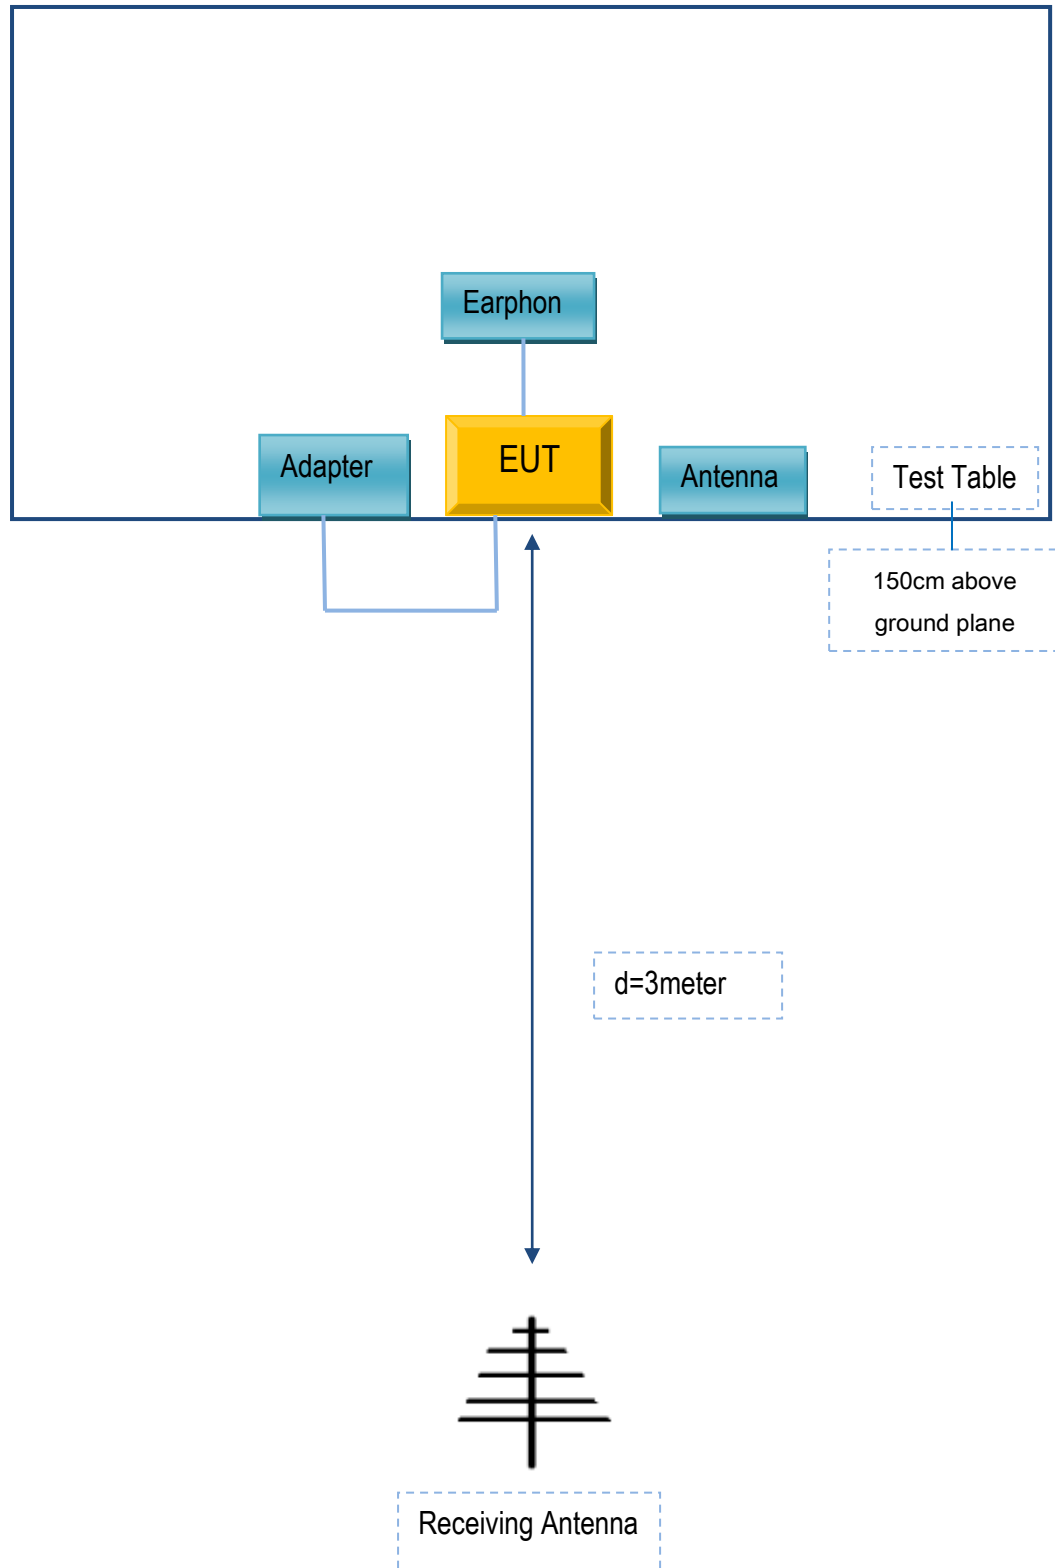 Earphon
Adapter
EUT
Antenna
Test Table
150cm above
ground plane
d=3meter
Receiving Antenna